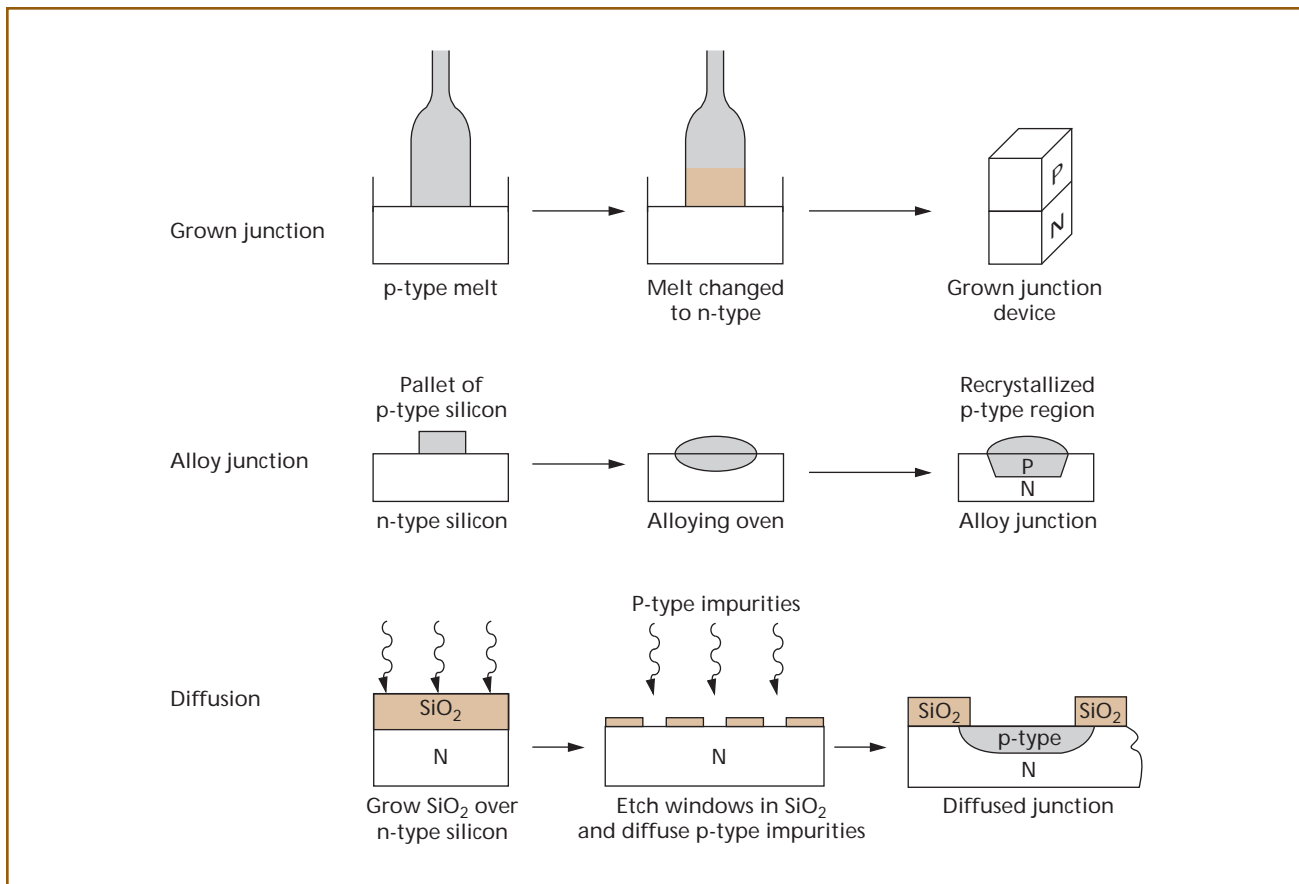 Grown junction
p-type melt
Melt changed
to n-type
P
N
Grown junction
device
Alloy junction
Pallet of
p-type silicon
n-type silicon
Alloying oven
Recrystallized
p-type region
P
N
Alloy junction
Diffusion
SiO₂
N
Grow SiO₂ over
n-type silicon
P-type impurities
N
Etch windows in SiO₂
and diffuse p-type impurities
SiO₂
SiO₂
p-type
N
Diffused junction